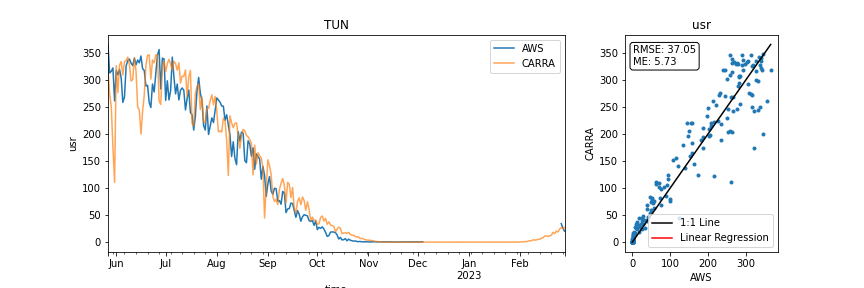 TUN
usr
AWS
CARRA
350
300
250
200
150
100
50
0
Jun
Jul
Aug
Sep
Oct
Nov
Dec
Jan
2023
Feb
usr
usr
RMSE: 37.05
ME: 5.73
350
300
250
200
150
100
50
0
CARRA
1:1 Line
Linear Regression
0
100
200
300
AWS